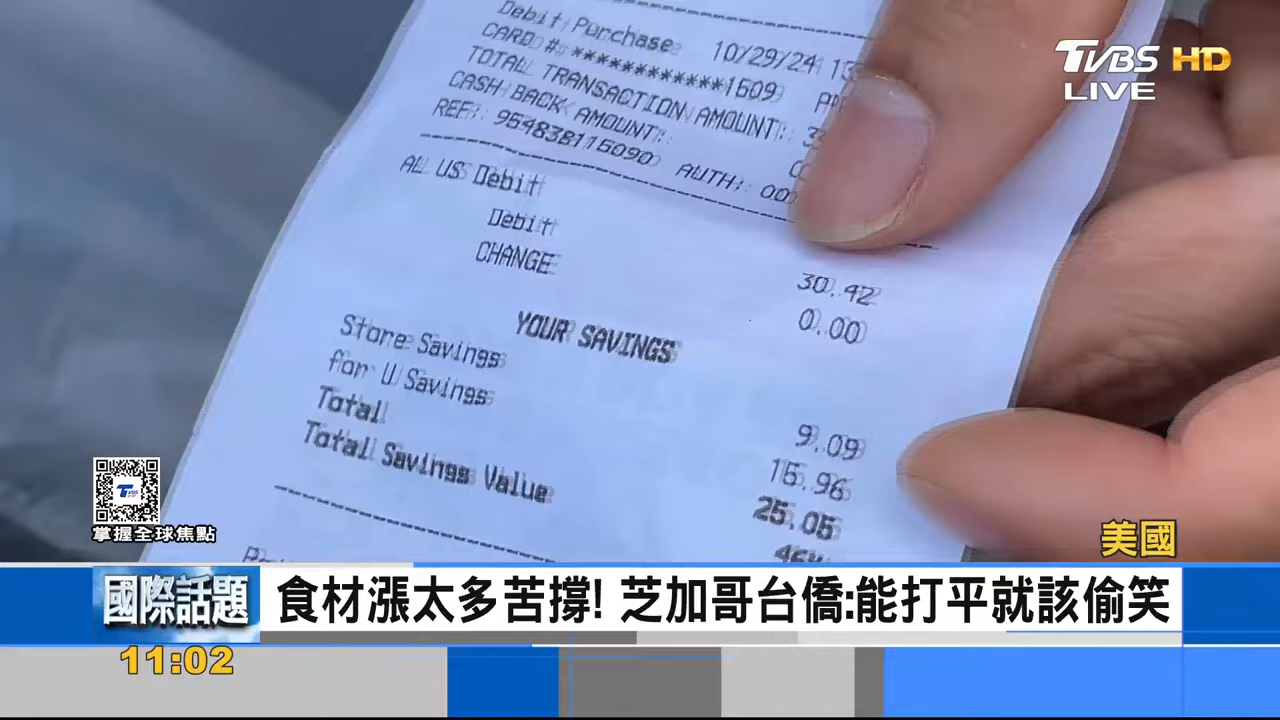 Debit Purchase 10/29/24
CARD #: ************1609
TOTAL TRANSACTION AMOUNT:
CASH BACK AMOUNT:
REF: AUTH:
AL US Debit
Debit 30.42
CHANGE 0.00
YOUR SAVINGS
Store Savings 9.09
for U Savings 15.96
Total 25.05
Total Savings Value
TVBS HD
LIVE
TVBS
掌握全球焦點
美國
國際話題
食材漲太多苦撐! 芝加哥台僑:能打平就該偷笑
11:02